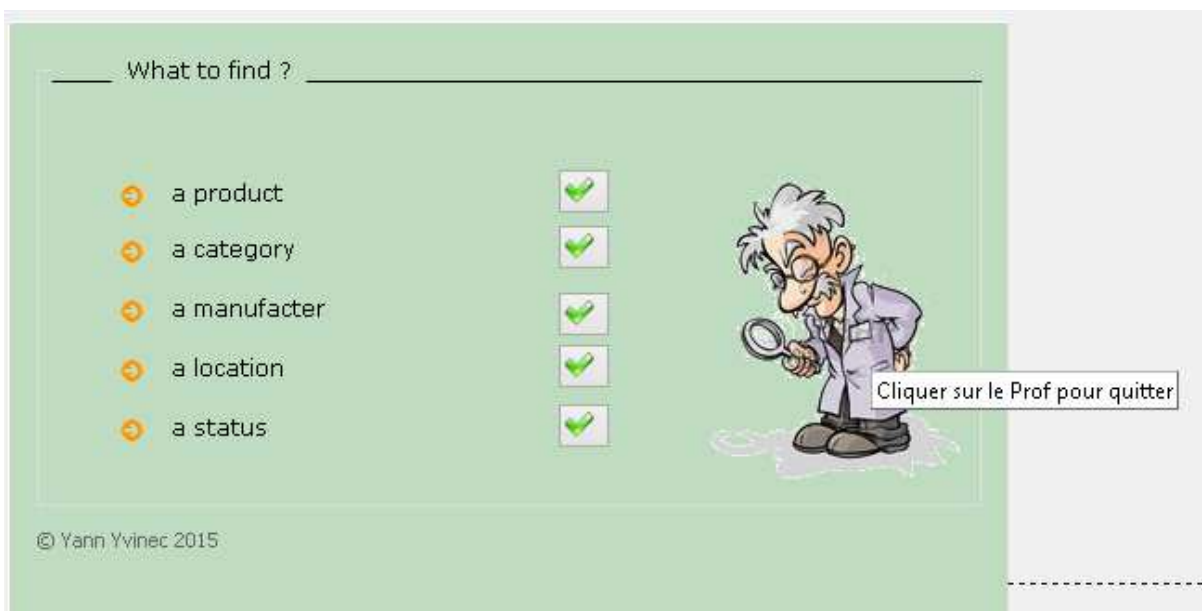 What to find ?
a product
a category
a manufacter
a location
Cliquer sur le Prof pour quitter
a status
© Yann Yvinec 2015